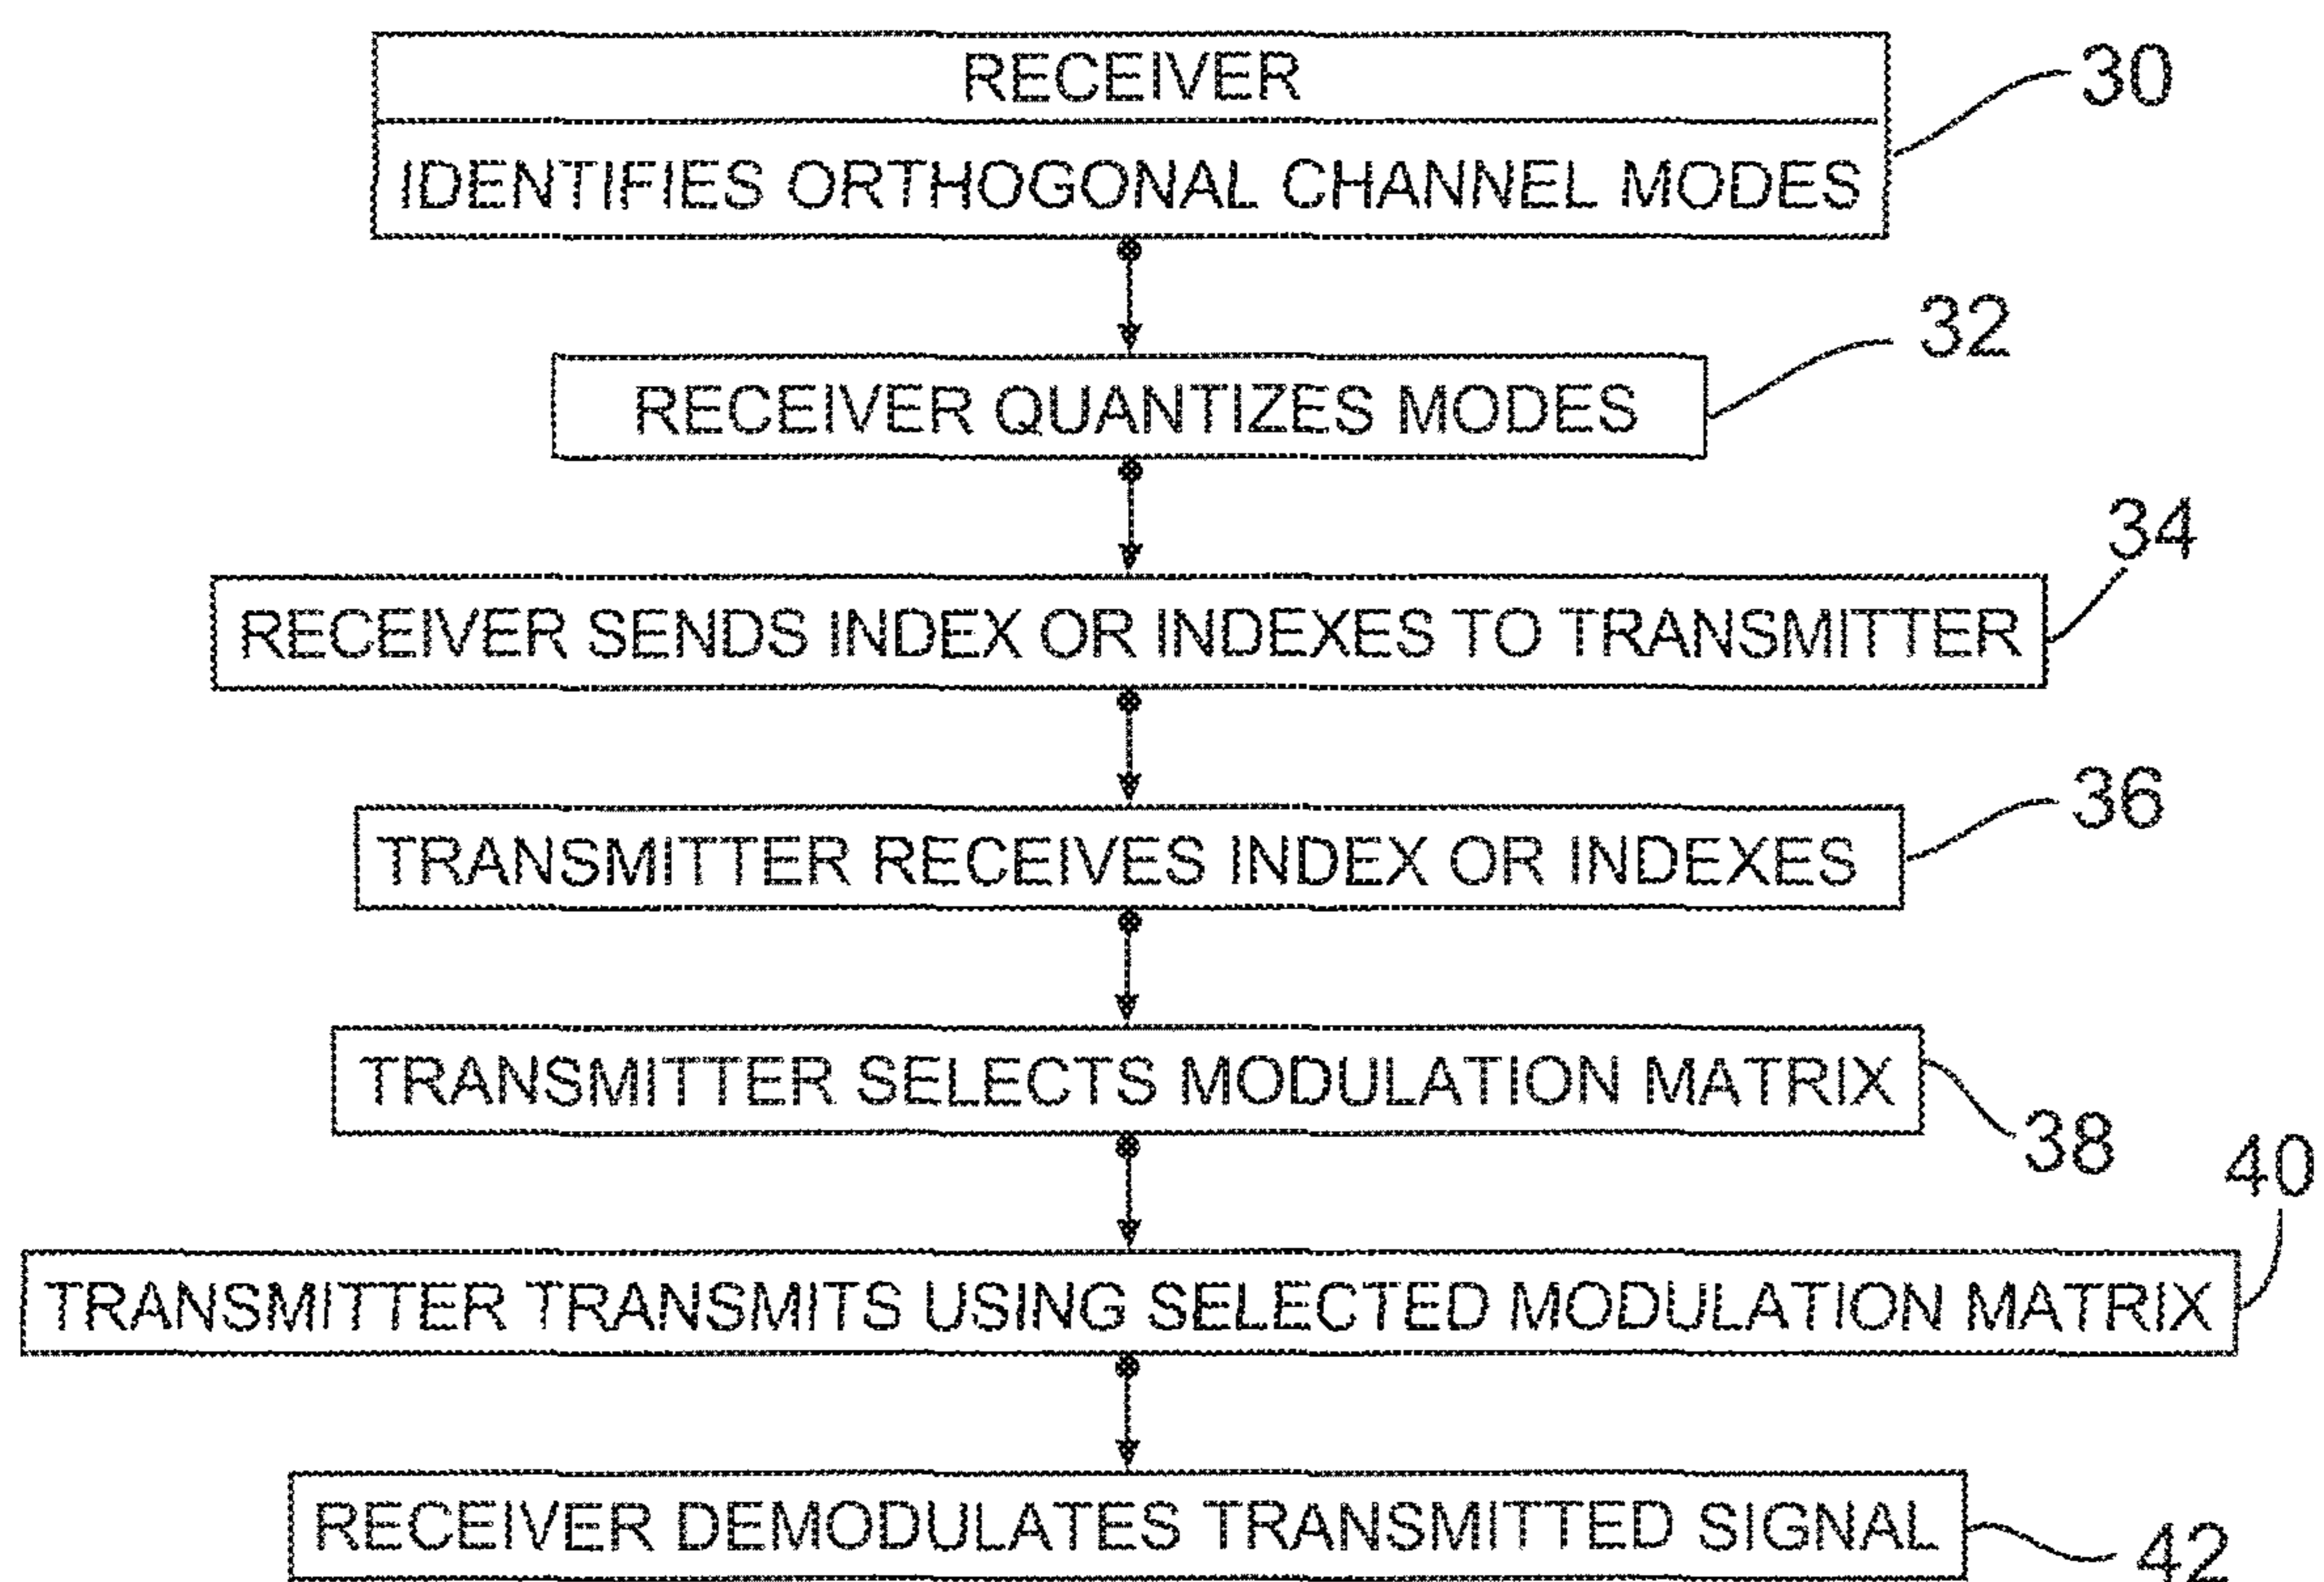 RECEIVER
30
IDENTIFIES ORTHOGONAL CHANNEL MODES
32
RECEIVER QUANTIZES MODES
34
RECEIVER SENDS INDEX OR INDEXES TO TRANSMITTER
36
TRANSMITTER RECEIVES INDEX OR INDEXES
TRANSMITTER SELECTS MODULATION MATRIX
38
40
TRANSMITTER TRANSMITS USING SELECTED MODULATION MATRIX
RECEIVER DEMODULATES TRANSMITTED SIGNAL
42